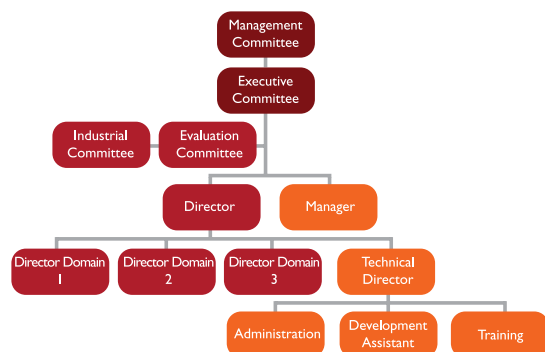 Management
Committee
Executive
Committee
Industrial
Committee
Evaluation
Committee
Director
Manager
Director Domain
1
Director Domain
2
Director Domain
3
Technical
Director
Administration
Development
Assistant
Training